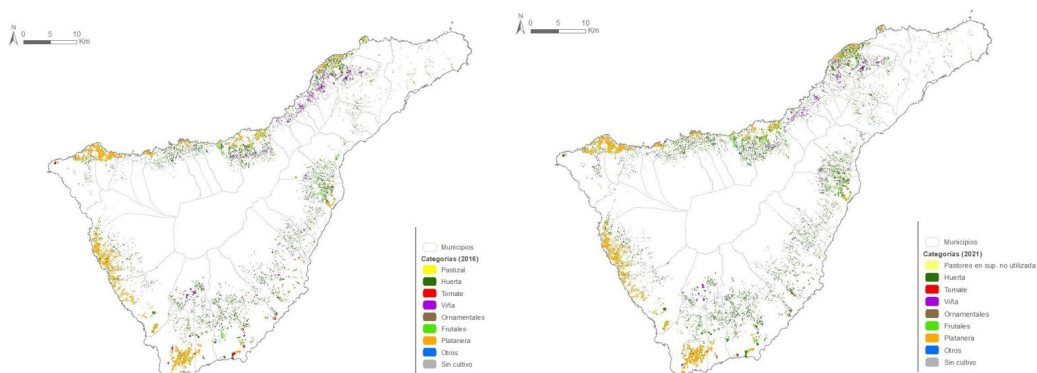 N
0 5 10
Km
Municipios
Categorías (2016)
Pastizal
Huerta
Tomate
Viña
Ornamentales
Frutales
Platanera
Otros
Sin cultivo
N
0 5 10
Km
Municipios
Categorías (2021)
Pastoreo en sup. no utilizada
Huerta
Tomate
Viña
Ornamentales
Frutales
Platanera
Otros
Sin cultivo